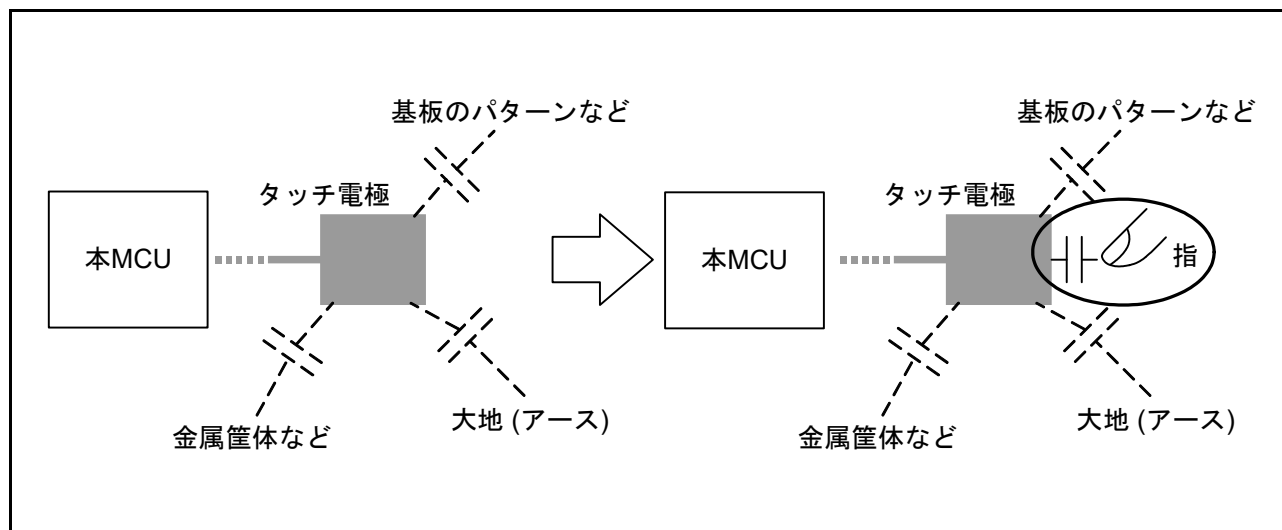 基板のパターンなど
タッチ電極
本MCU
金属筐体など
大地 (アース)
基板のパターンなど
タッチ電極
本MCU
指
金属筐体など
大地 (アース)